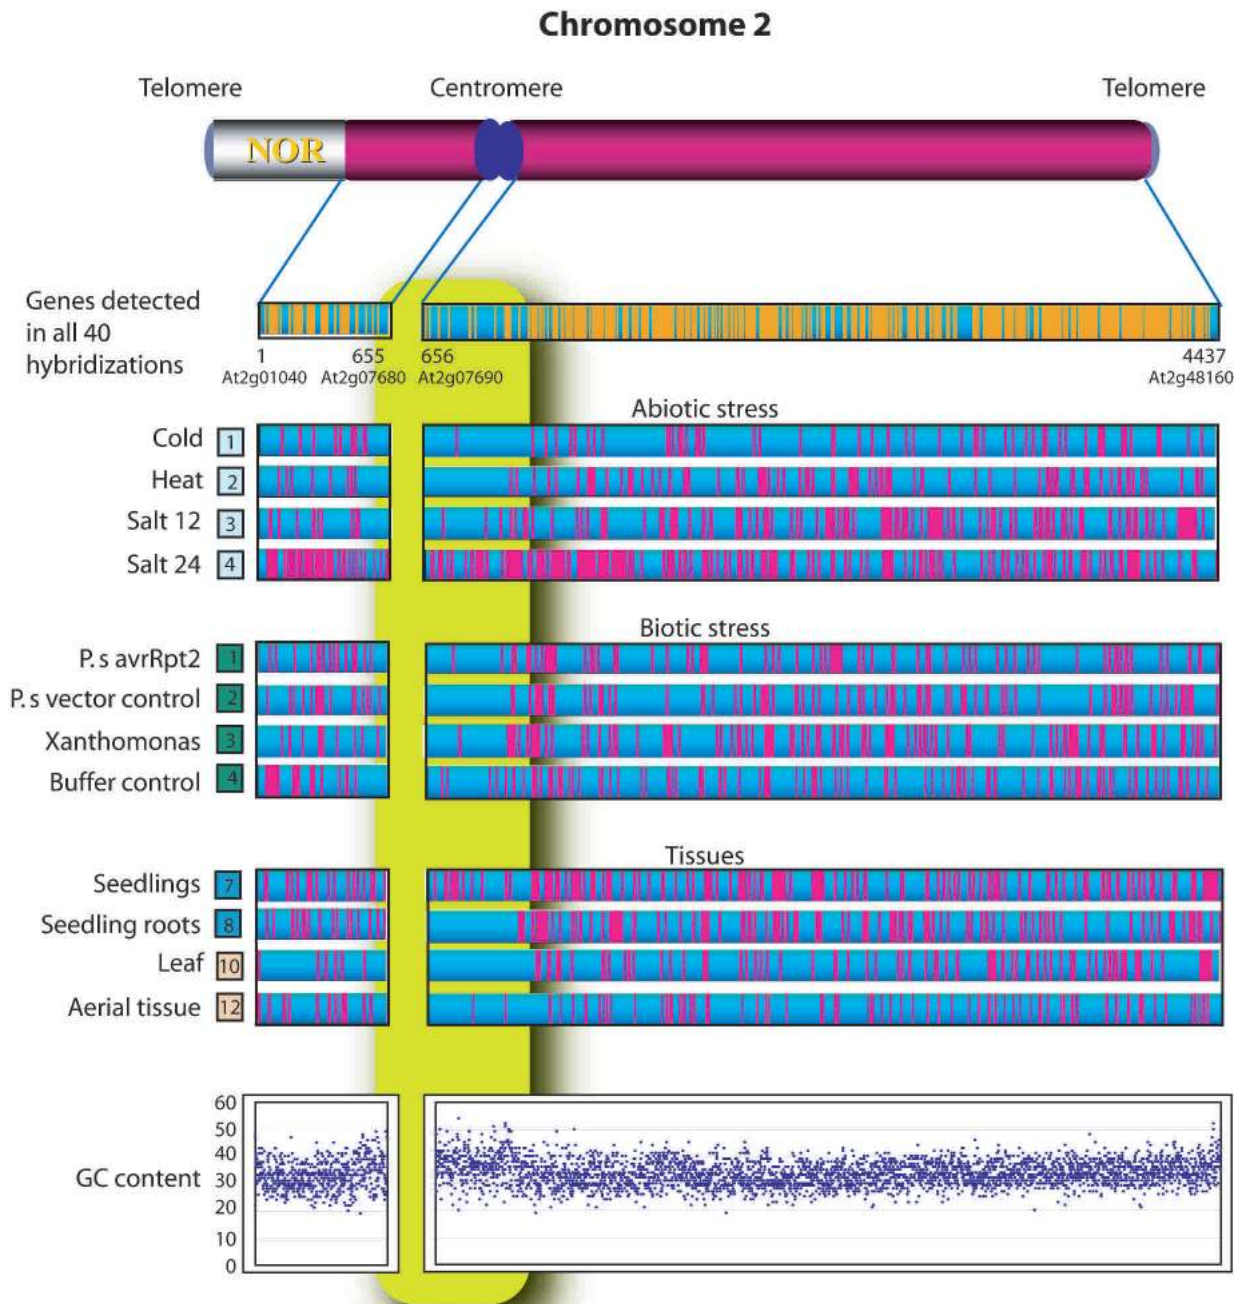 Chromosome 2
Telomere Centromere Telomere
NOR
Genes detected
in all 40
hybridizations
1 655 656 4437
At2g01040 At2g07680 At2g07690 At2g48160
Abiotic stress
Cold 1
Heat 2
Salt 12 3
Salt 24 4
Biotic stress
P. s avrRpt2 1
P. s vector control 2
Xanthomonas 3
Buffer control 4
Tissues
Seedlings 7
Seedling roots 8
Leaf 10
Aerial tissue 12
60
50
40
GC content 30
20
10
0